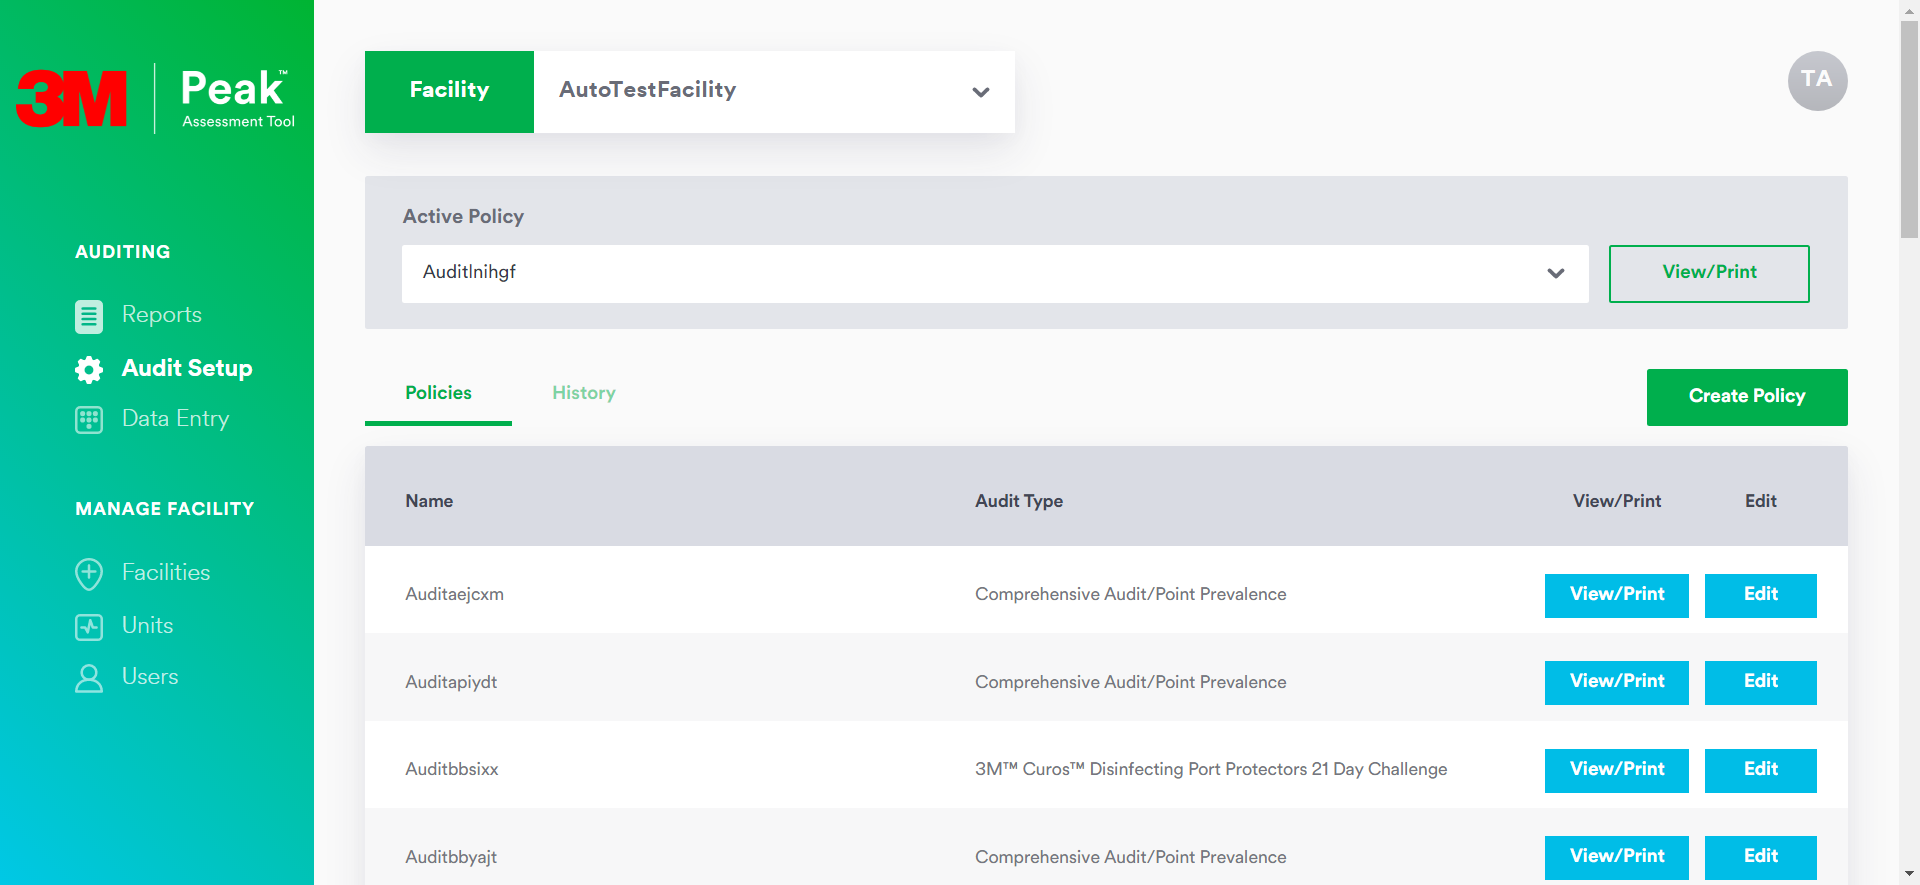 3M
Peak™
Assessment Tool
Facility
AutoTestFacility
TA
Active Policy
Auditlnihgf
View/Print
AUDITING
Reports
Audit Setup
Data Entry
MANAGE FACILITY
Facilities
Units
Users
Policies
History
Create Policy
Name Audit Type View/Print Edit
Auditaejcxm Comprehensive Audit/Point Prevalence View/Print Edit
Auditapiydt Comprehensive Audit/Point Prevalence View/Print Edit
Auditbbsixx 3M™ Curos™ Disinfecting Port Protectors 21 Day Challenge View/Print Edit
Auditbbyajt Comprehensive Audit/Point Prevalence View/Print Edit